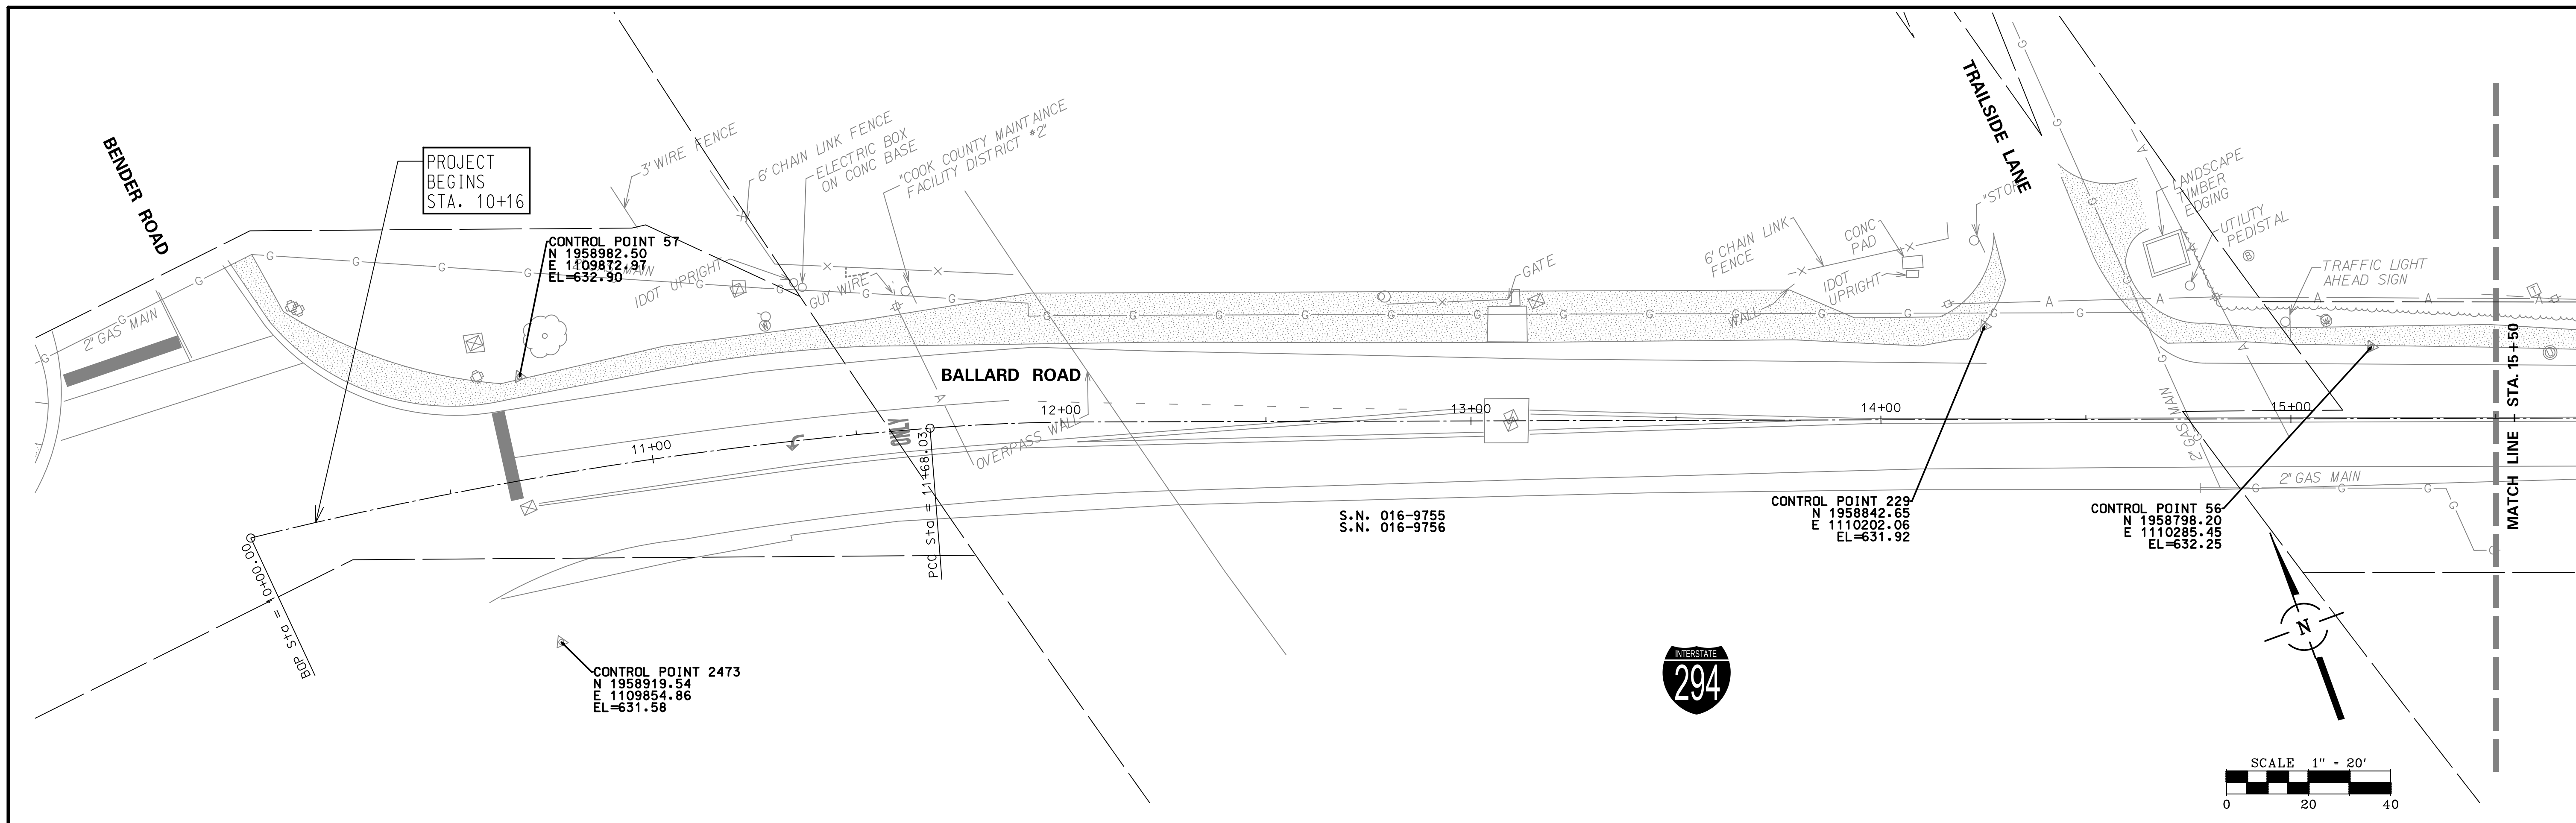 BENDER ROAD
PROJECT
BEGINS
STA. 10+16
3' WIRE FENCE
6' CHAIN LINK FENCE
ELECTRIC BOX
ON CONC BASE
"COOK COUNTY MAINTAINCE
FACILITY DISTRICT #2"
TRAILSIDE LANE
"STOP"
LANDSCAPE
TIMBER
EDGING
UTILITY
PEDISTAL
TRAFFIC LIGHT
AHEAD SIGN
CONTROL POINT 57
N 1958982.50
E 1109872.97
EL=632.90
MAIN
IDOT UPRIGHT
GUY WIRE
6' CHAIN LINK
FENCE
CONC
PAD
IDOT
UPRIGHT
WALL
GATE
2" GAS MAIN
BALLARD ROAD
11+00
12+00
13+00
14+00
15+00
ONLY
OVERPASS WALL
PCC Sta = 11+68.03
BOP Sta = 10+00.00
S.N. 016-9755
S.N. 016-9756
CONTROL POINT 229
N 1958842.65
E 1110202.06
EL=631.92
CONTROL POINT 56
N 1958798.20
E 1110285.45
EL=632.25
2" GAS MAIN
2" GAS MAIN
MATCH LINE - STA. 15+50
CONTROL POINT 2473
N 1958919.54
E 1109854.86
EL=631.58
INTERSTATE
294
N
SCALE 1" = 20'
0 20 40